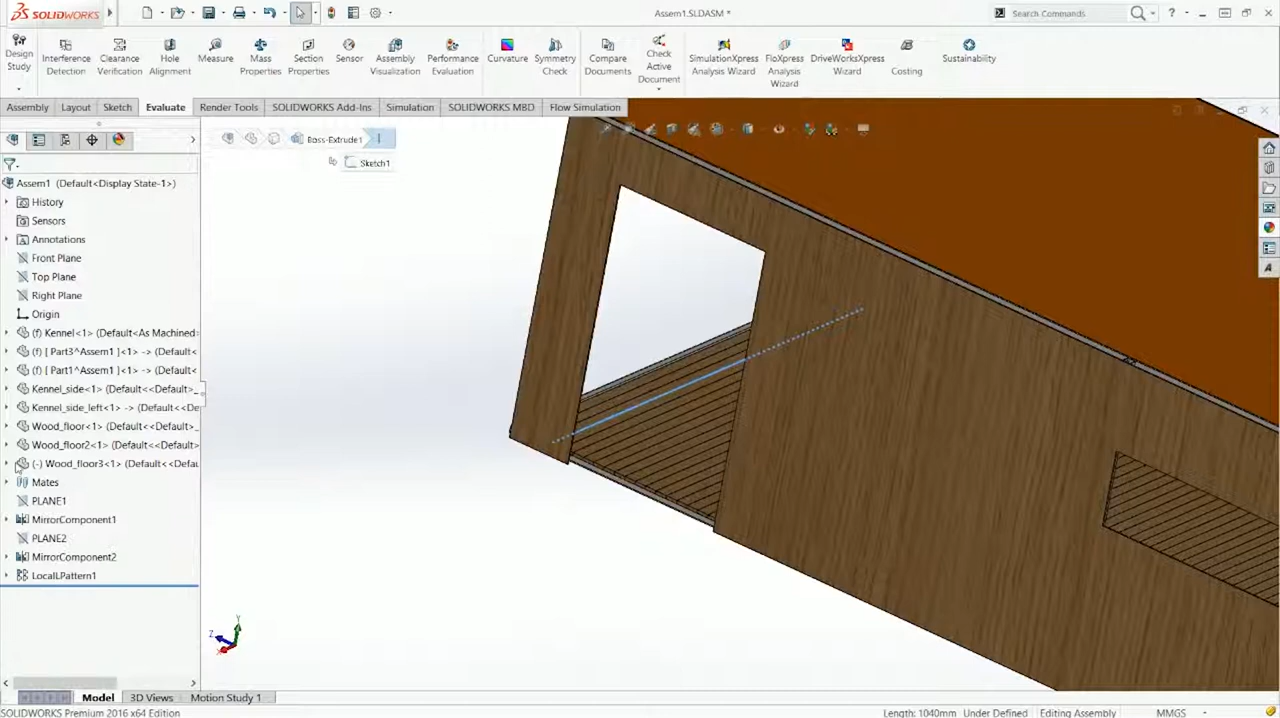 SOLIDWORKS
Assem1.SLDASM *
Search Commands
Design Study
Interference Detection
Clearance Verification
Hole Alignment
Measure
Mass Properties
Section Properties
Sensor
Assembly Visualization
Performance Evaluation
Curvature
Symmetry Check
Compare Documents
Check Active Document
SimulationXpress Analysis Wizard
FloXpress Analysis Wizard
DriveWorksXpress Wizard
Costing
Sustainability
Assembly
Layout
Sketch
Evaluate
Render Tools
SOLIDWORKS Add-Ins
Simulation
SOLIDWORKS MBD
Flow Simulation
Boss-Extrude1
Sketch1
Assem1 (Default<Display State-1>)
History
Sensors
Annotations
Front Plane
Top Plane
Right Plane
Origin
(f) Kennel<1> (Default<As Machined>
(f) [ Part3^Assem1 ]<1> -> (Default<
(f) [ Part1^Assem1 ]<1> -> (Default<
Kennel_side<1> (Default<<Default>_
Kennel_side_left<1> -> (Default<<De
Wood_floor<1> (Default<<Default>_
Wood_floor2<1> (Default<<Default>_
(-) Wood_floor3<1> (Default<<Defau
Mates
PLANE1
MirrorComponent1
PLANE2
MirrorComponent2
LocalLPattern1
Z
Y
X
Model
3D Views
Motion Study 1
SOLIDWORKS Premium 2016 x64 Edition
Length: 1040mm
Under Defined
Editing Assembly
MMGS